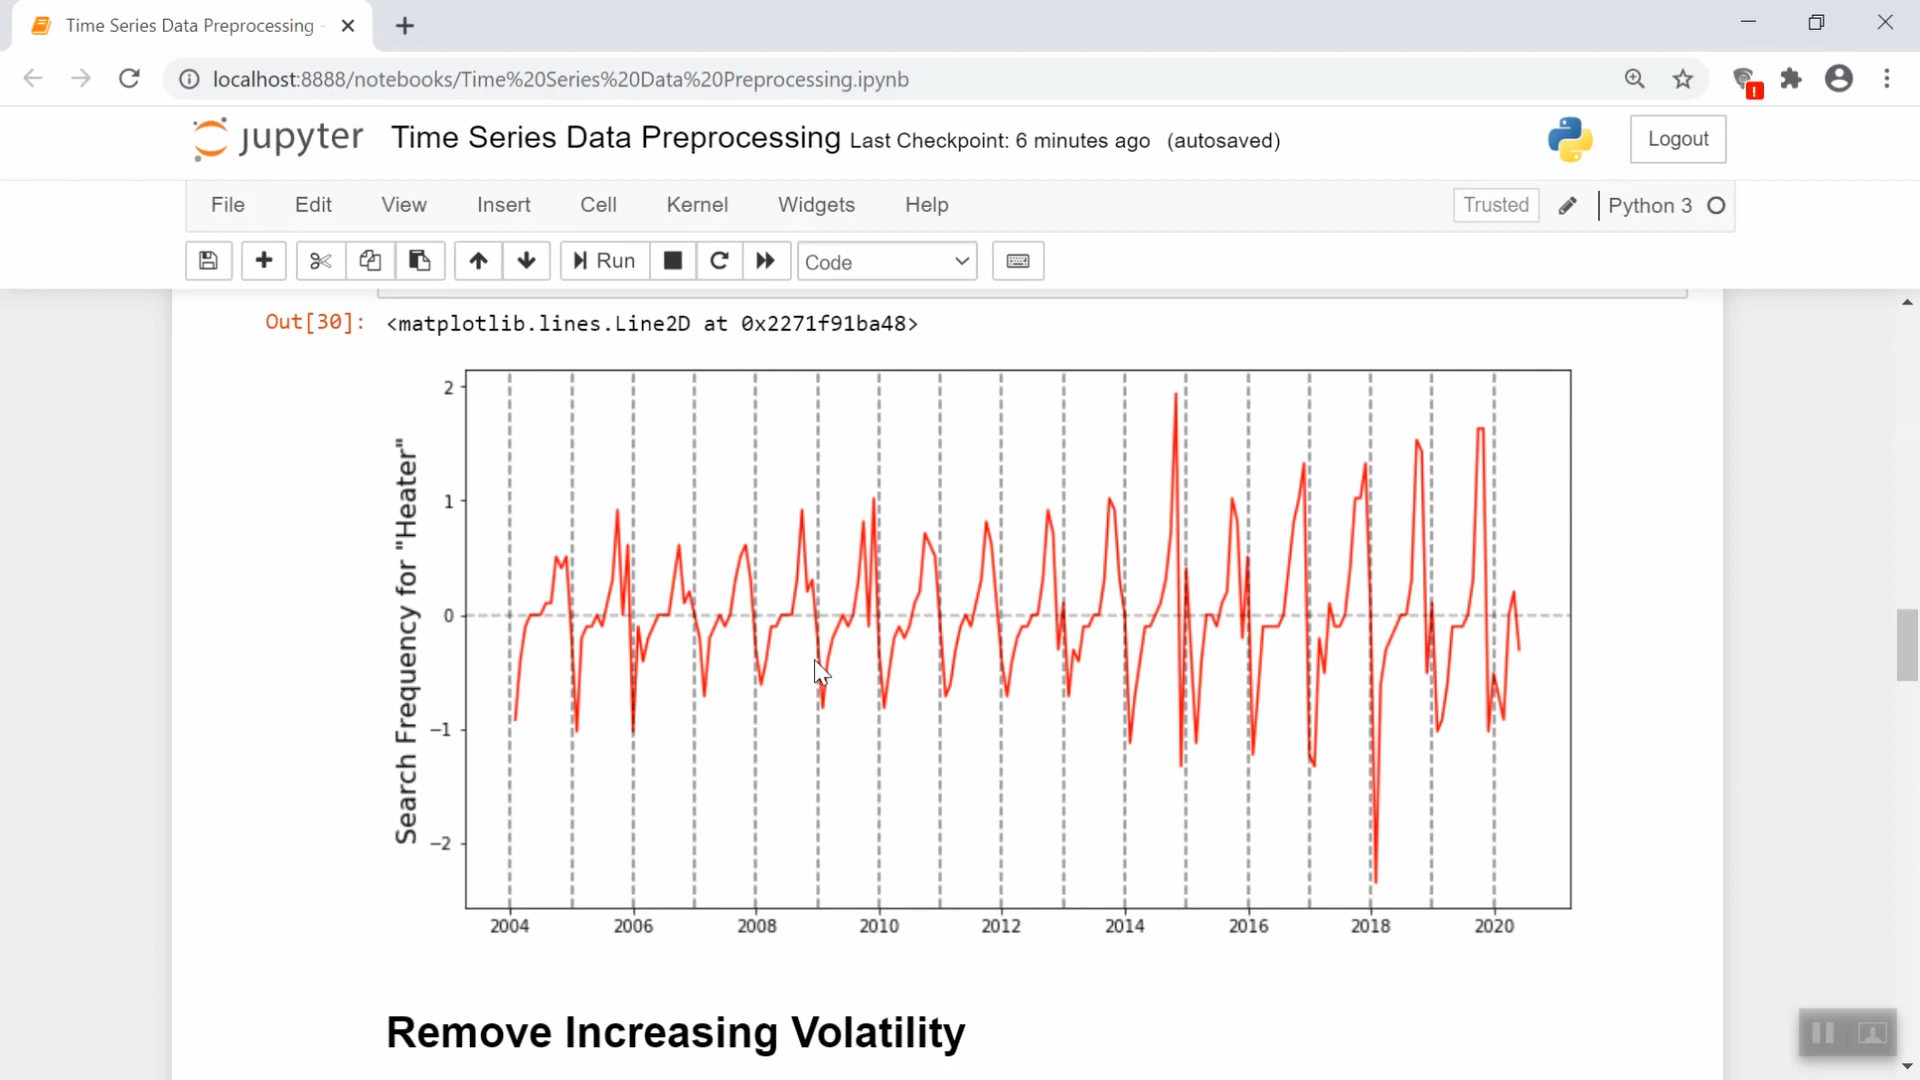 Time Series Data Preprocessing -
localhost:8888/notebooks/Time%20Series%20Data%20Preprocessing.ipynb
jupyter Time Series Data Preprocessing Last Checkpoint: 6 minutes ago (autosaved)
Logout
File Edit View Insert Cell Kernel Widgets Help
Trusted Python 3
Run Code
Out[30]: <matplotlib.lines.Line2D at 0x2271f91ba48>
Search Frequency for "Heater"
2
1
0
−1
−2
2004 2006 2008 2010 2012 2014 2016 2018 2020
Remove Increasing Volatility